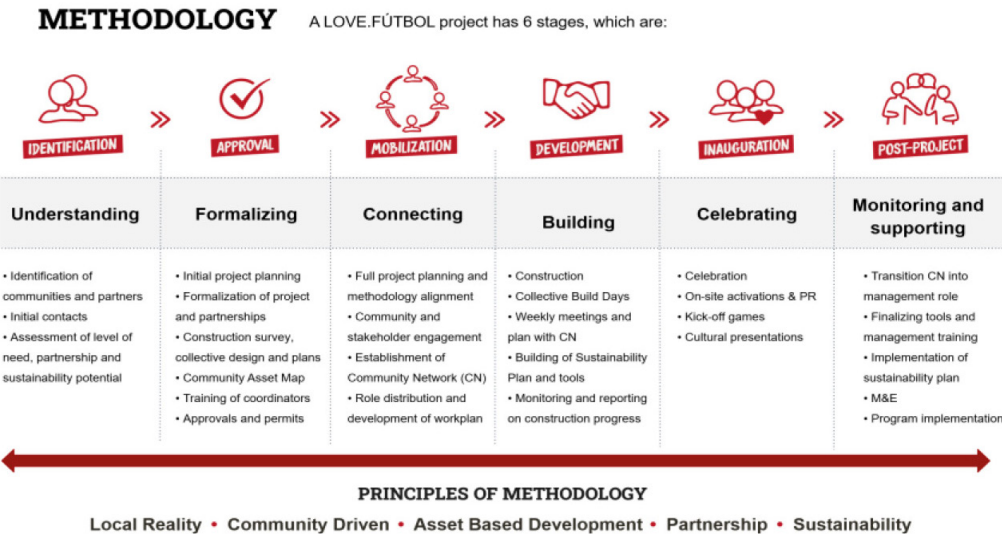 METHODOLOGY
A LOVE.FÚTBOL project has 6 stages, which are:
IDENTIFICATION
APPROVAL
MOBILIZATION
DEVELOPMENT
INAUGURATION
POST-PROJECT
Understanding
Formalizing
Connecting
Building
Celebrating
Monitoring and
supporting
• Identification of
communities and partners
• Initial contacts
• Assessment of level of
need, partnership and
sustainability potential
• Initial project planning
• Formalization of project
and partnerships
• Construction survey,
collective design and plans
• Community Asset Map
• Training of coordinators
• Approvals and permits
• Full project planning and
methodology alignment
• Community and
stakeholder engagement
• Establishment of
Community Network (CN)
• Role distribution and
development of workplan
• Construction
• Collective Build Days
• Weekly meetings and
plan with CN
• Building of Sustainability
Plan and tools
• Monitoring and reporting
on construction progress
• Celebration
• On-site activations & PR
• Kick-off games
• Cultural presentations
• Transition CN into
management role
• Finalizing tools and
management training
• Implementation of
sustainability plan
• M&E
• Program implementation
PRINCIPLES OF METHODOLOGY
Local Reality • Community Driven • Asset Based Development • Partnership • Sustainability